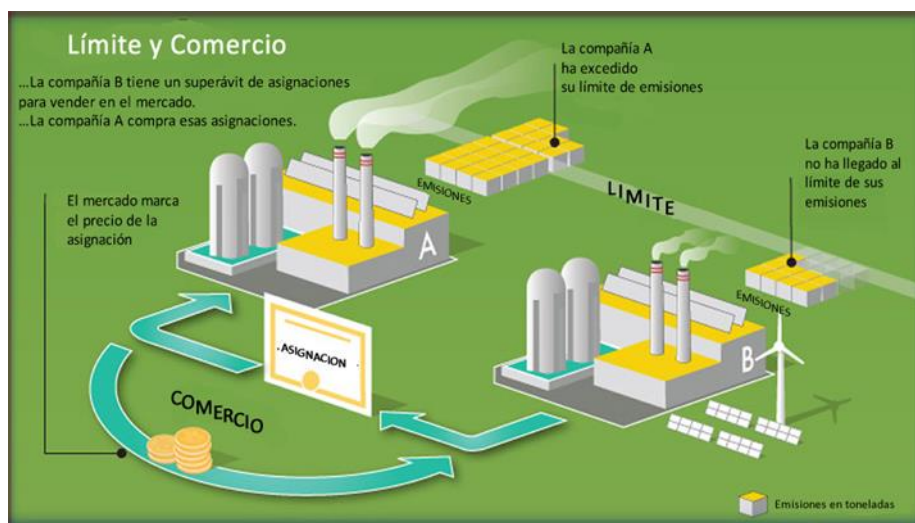 Límite y Comercio
...La compañía B tiene un superávit de asignaciones
para vender en el mercado.
...La compañía A compra esas asignaciones.
La compañía A
ha excedido
su límite de emisiones
La compañía B
no ha llegado al
límite de sus
emisiones
EMISIONES
LIMITE
El mercado marca
el precio de la
asignación
A
EMISIONES
B
.ASIGNACION .
COMERCIO
Emisiones en toneladas